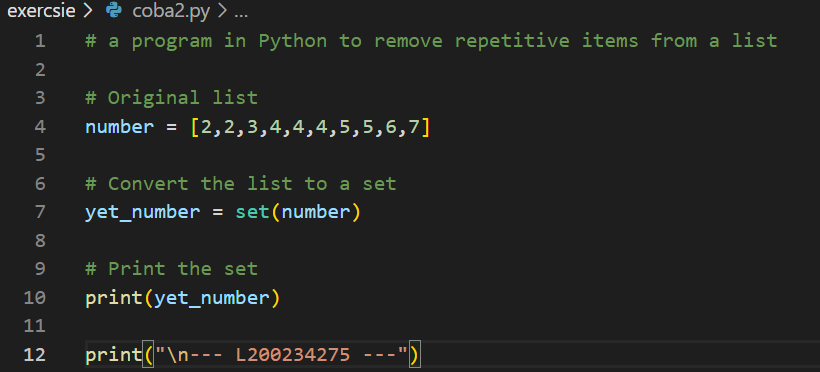 exercsie > coba2.py > ...
1 # a program in Python to remove repetitive items from a list
2
3 # Original list
4 number = [2,2,3,4,4,4,5,5,6,7]
5
6 # Convert the list to a set
7 yet_number = set(number)
8
9 # Print the set
10 print(yet_number)
11
12 print("\n--- L200234275 ---")